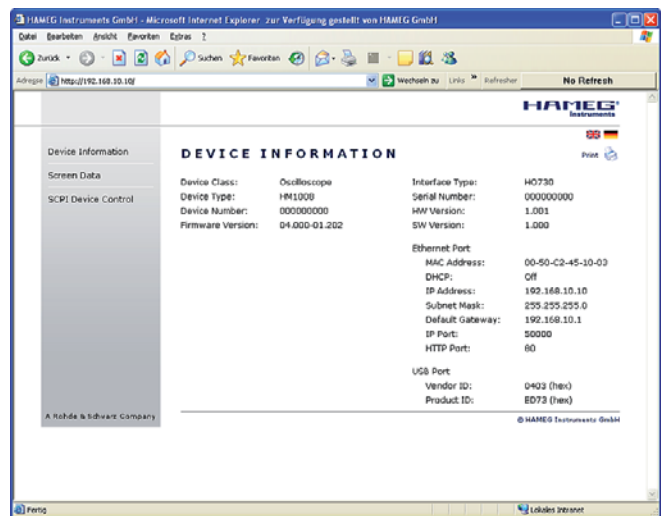 HAMEG Instruments GmbH - Microsoft Internet Explorer zur Verfügung gestellt von HAMEG GmbH
Datei Bearbeiten Ansicht Favoriten Extras ?
Zurück Suchen Favoriten
Adresse http://192.168.10.10/ Wechseln zu Links Refresher No Refresh
HAMEG
Instruments
Print
Device Information
Screen Data
SCPI Device Control
DEVICE INFORMATION
Device Class: Oscilloscope
Device Type: HM1008
Device Number: 000000000
Firmware Version: 04.000-01.202
Interface Type: HO730
Serial Number: 000000000
HW Version: 1.001
SW Version: 1.000
Ethernet Port
MAC Address: 00-50-C2-45-10-03
DHCP: Off
IP Address: 192.168.10.10
Subnet Mask: 255.255.255.0
Default Gateway: 192.168.10.1
IP Port: 50000
HTTP Port: 80
USB Port
Vendor ID: 0403 (hex)
Product ID: ED73 (hex)
A Rohde & Schwarz Company
© HAMEG Instruments GmbH
Fertig Lokales Intranet